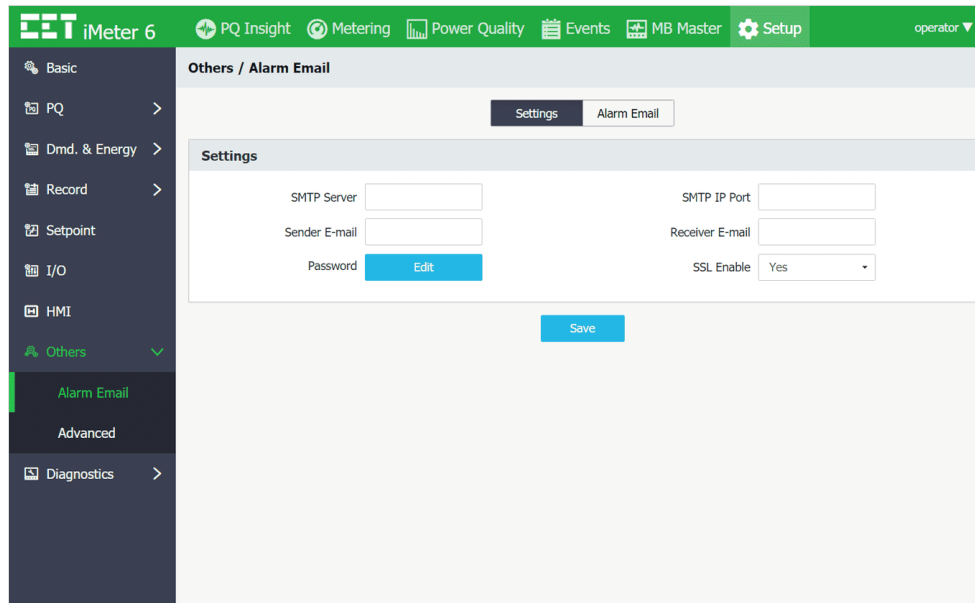 CET iMeter 6 PQ Insight Metering Power Quality Events MB Master Setup operator
Basic
Others / Alarm Email
PQ
Settings Alarm Email
Dmd. & Energy
Settings
Record
SMTP Server SMTP IP Port
Setpoint
Sender E-mail Receiver E-mail
I/O
Password Edit SSL Enable Yes
HMI
Save
Others
Alarm Email
Advanced
Diagnostics